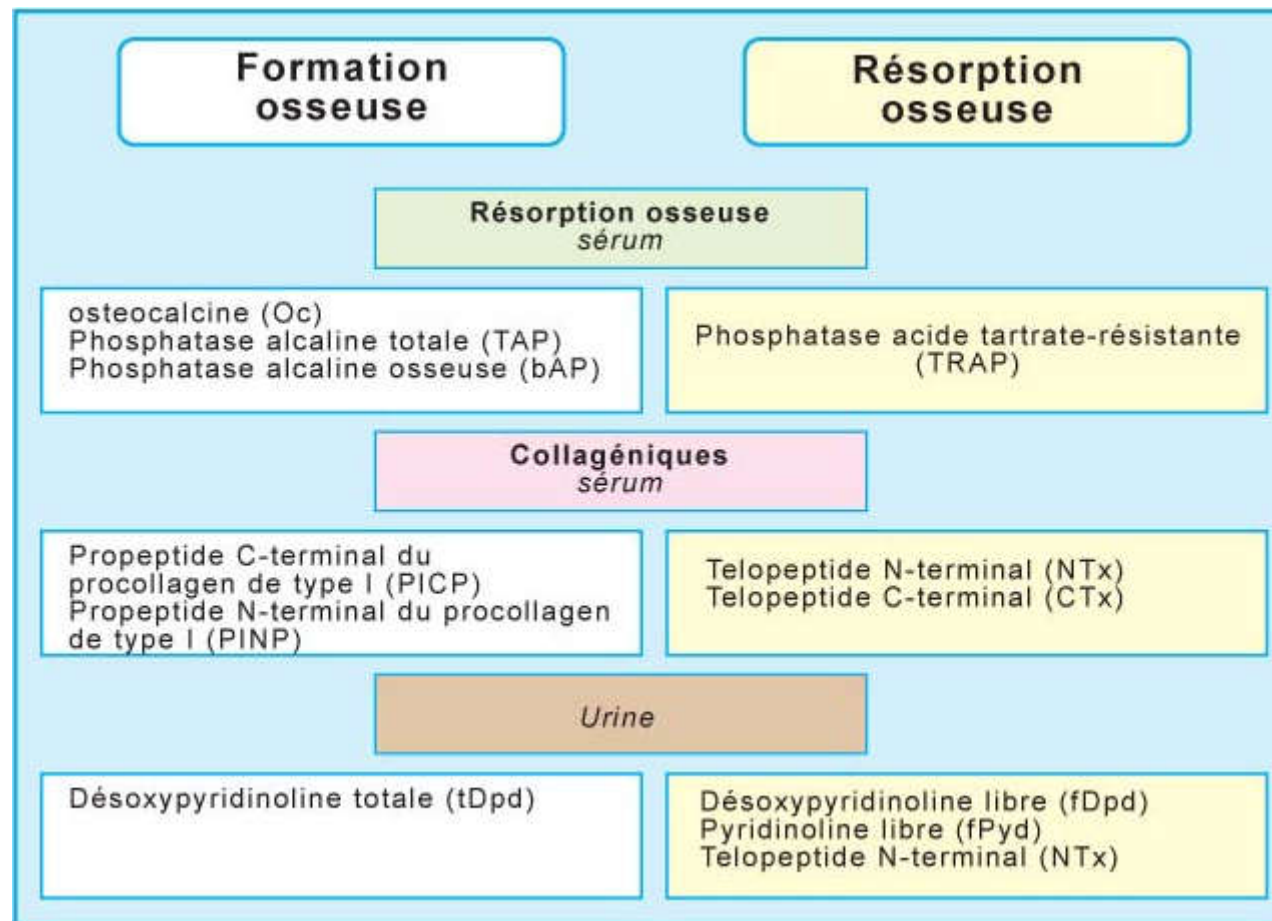 Formation
osseuse
Résorption
osseuse
Résorption osseuse
sérum
osteocalcine (Oc)
Phosphatase alcaline totale (TAP)
Phosphatase alcaline osseuse (bAP)
Phosphatase acide tartrate-résistante
(TRAP)
Collagéniques
sérum
Propeptide C-terminal du
procollagen de type I (PICP)
Propeptide N-terminal du procollagen
de type I (PINP)
Telopeptide N-terminal (NTx)
Telopeptide C-terminal (CTx)
Urine
Désoxypyridinoline totale (tDpd)
Désoxypyridinoline libre (fDpd)
Pyridinoline libre (fPyd)
Telopeptide N-terminal (NTx)